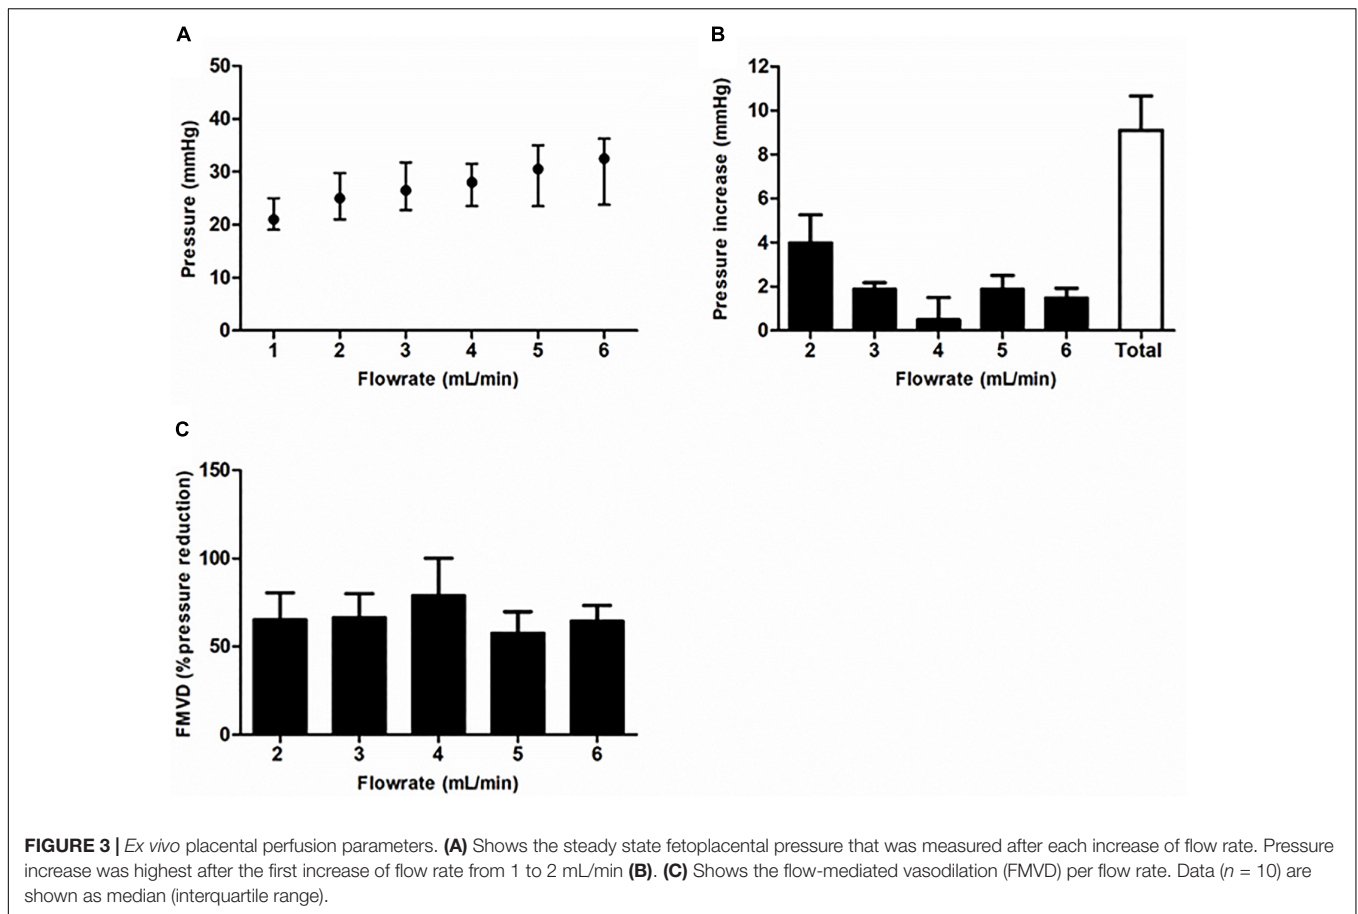 A
50
40
30
20
10
0
Pressure (mmHg)
1 2 3 4 5 6
Flowrate (mL/min)
B
12
10
8
6
4
2
0
Pressure increase (mmHg)
2 3 4 5 6 Total
Flowrate (mL/min)
C
150
100
50
0
FMVD (%pressure reduction)
2 3 4 5 6
Flowrate (mL/min)
FIGURE 3 | Ex vivo placental perfusion parameters. (A) Shows the steady state fetoplacental pressure that was measured after each increase of flow rate. Pressure
increase was highest after the first increase of flow rate from 1 to 2 mL/min (B). (C) Shows the flow-mediated vasodilation (FMVD) per flow rate. Data (n = 10) are
shown as median (interquartile range).